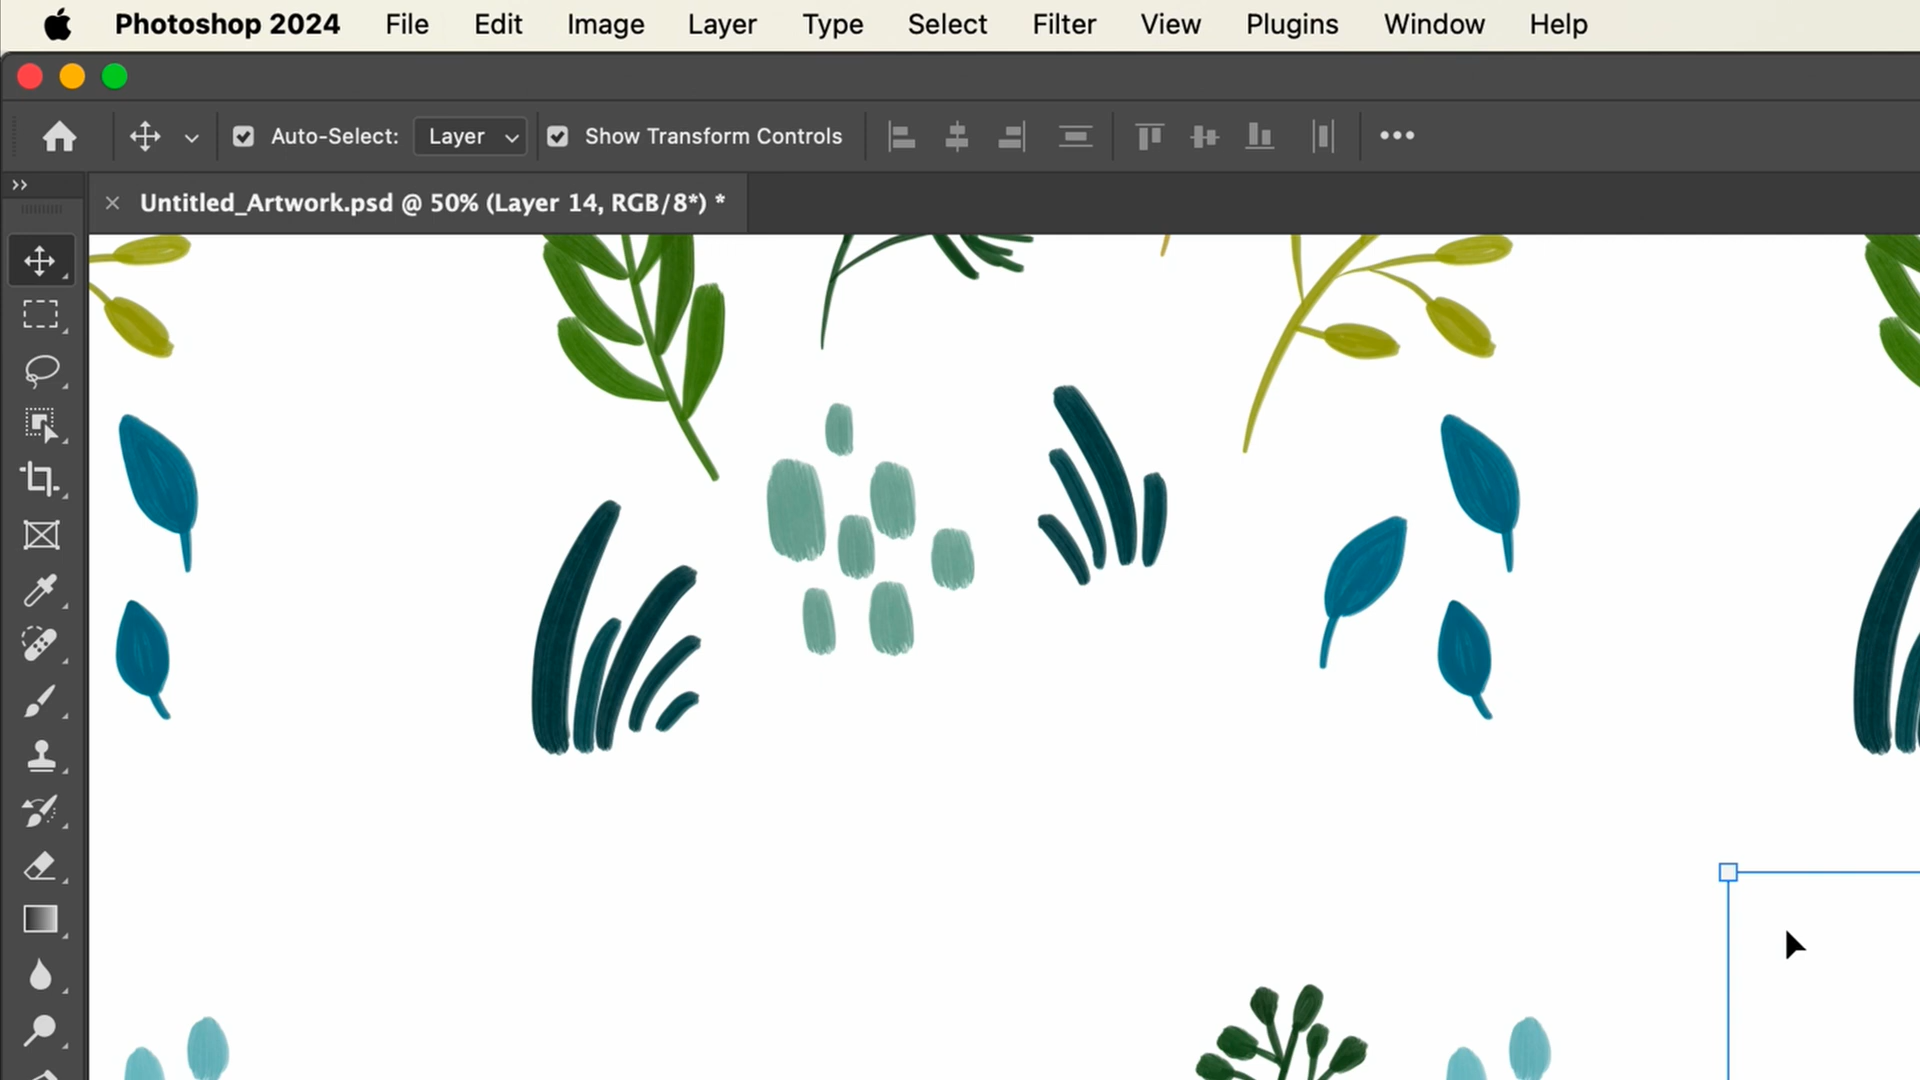 Photoshop 2024 File Edit Image Layer Type Select Filter View Plugins Window Help
Auto-Select: Layer Show Transform Controls
Untitled_Artwork.psd @ 50% (Layer 14, RGB/8*) *